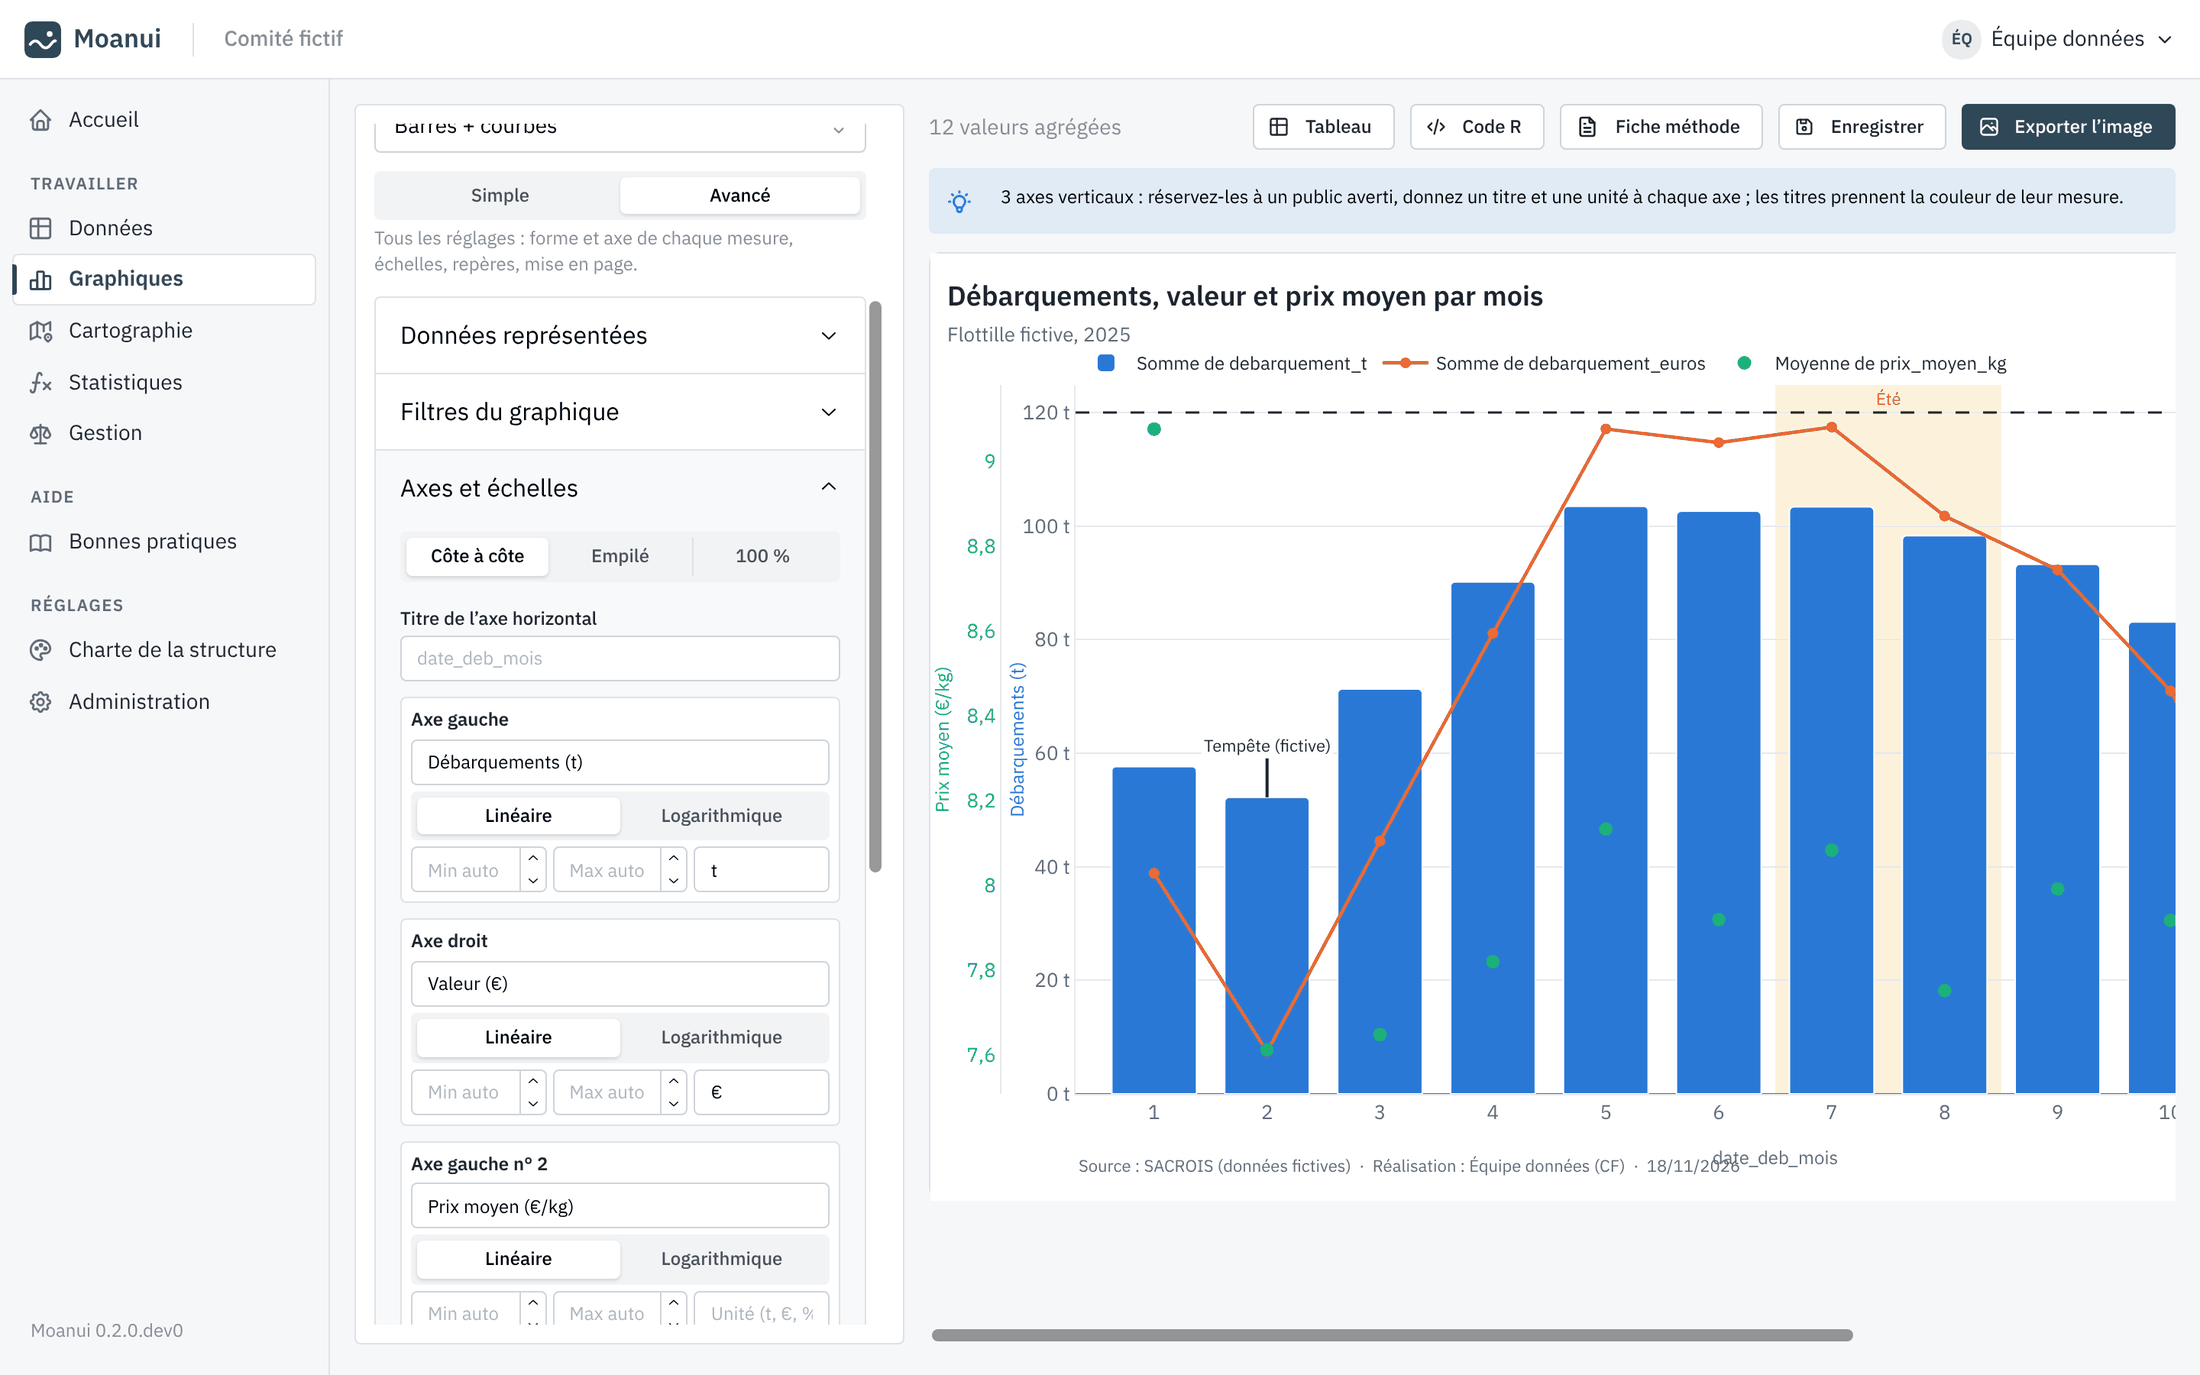 Moanui
Comité fictif
ÉQ
Équipe données
Accueil
TRAVAILLER
Données
Graphiques
Cartographie
Statistiques
Gestion
AIDE
Bonnes pratiques
RÉGLAGES
Charte de la structure
Administration
Moanui 0.2.0.dev0
Barres + courbes
Simple
Avancé
Tous les réglages : forme et axe de chaque mesure,
échelles, repères, mise en page.
Données représentées
Filtres du graphique
Axes et échelles
Côte à côte
Empilé
100 %
Titre de l’axe horizontal
date_deb_mois
Axe gauche
Débarquements (t)
Linéaire
Logarithmique
Min auto
Max auto
t
Axe droit
Valeur (€)
Linéaire
Logarithmique
Min auto
Max auto
€
Axe gauche n° 2
Prix moyen (€/kg)
Linéaire
Logarithmique
Min auto
Max auto
Unité (t, €, %
12 valeurs agrégées
Tableau
Code R
Fiche méthode
Enregistrer
Exporter l’image
3 axes verticaux : réservez-les à un public averti, donnez un titre et une unité à chaque axe ; les titres prennent la couleur de leur mesure.
Débarquements, valeur et prix moyen par mois
Flottille fictive, 2025
Somme de debarquement_t
Somme de debarquement_euros
Moyenne de prix_moyen_kg
Été
Tempête (fictive)
Prix moyen (€/kg)
9
8,8
8,6
8,4
8,2
8
7,8
7,6
Débarquements (t)
120 t
100 t
80 t
60 t
40 t
20 t
0 t
1
2
3
4
5
6
7
8
9
10
date_deb_mois
Source : SACROIS (données fictives) · Réalisation : Équipe données (CF) · 18/11/2026